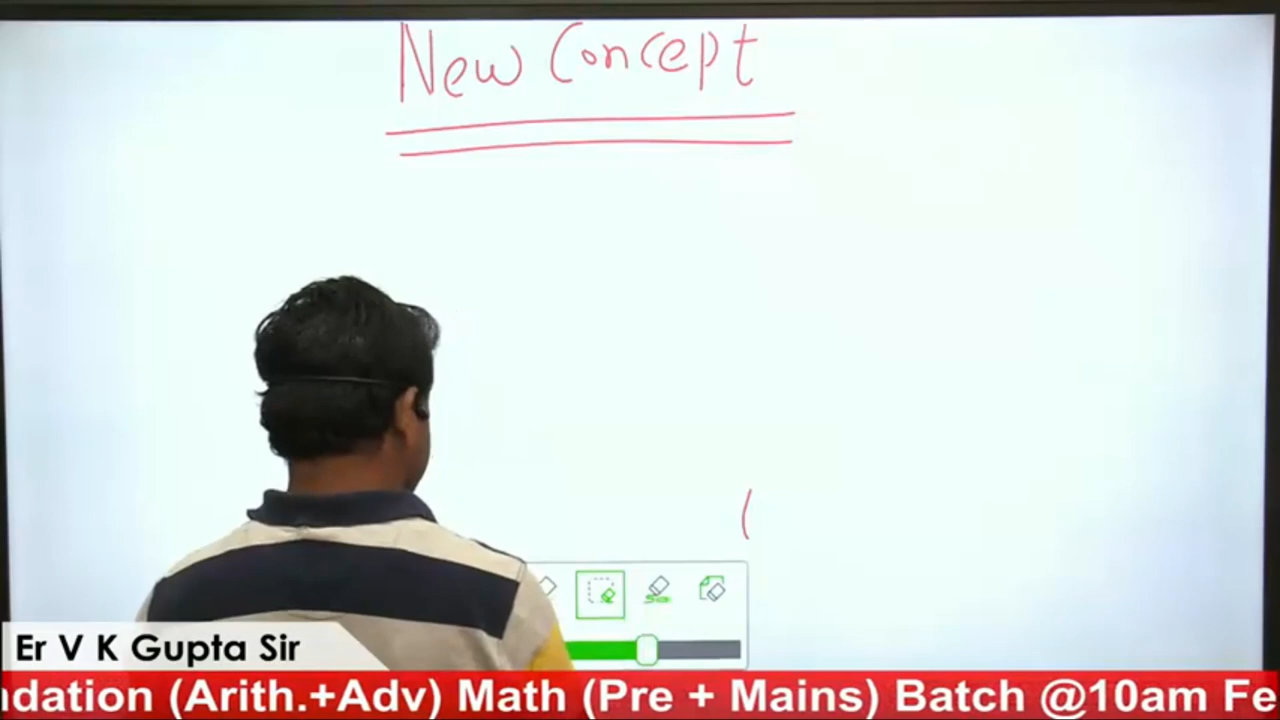 New Concept
(
Er V K Gupta Sir
ndation (Arith.+Adv) Math (Pre + Mains) Batch @10am Fe